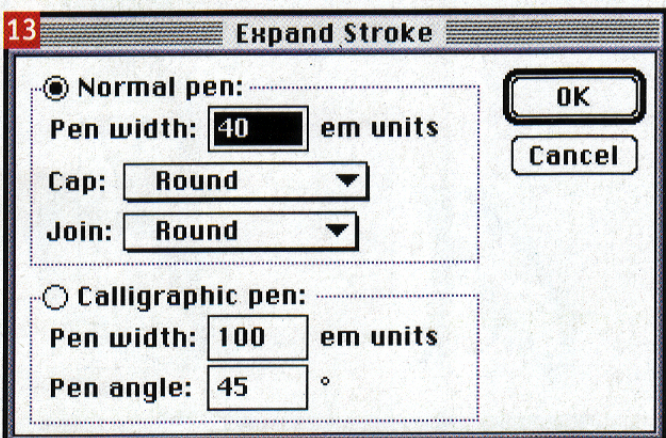 13
Expand Stroke
Normal pen:
Pen width: 40 em units
Cap: Round
Join: Round
Calligraphic pen:
Pen width: 100 em units
Pen angle: 45 °
OK
Cancel